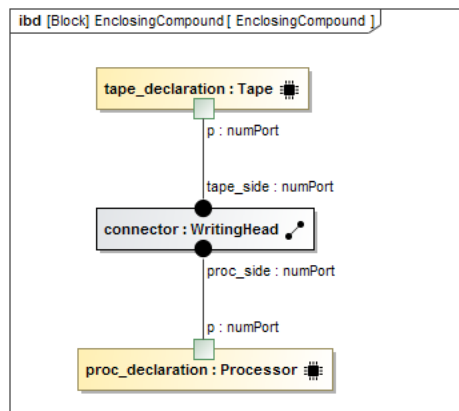 ibd [Block] EnclosingCompound [ EnclosingCompound ]
tape_declaration : Tape
p : numPort
tape_side : numPort
connector : WritingHead
proc_side : numPort
p : numPort
proc_declaration : Processor